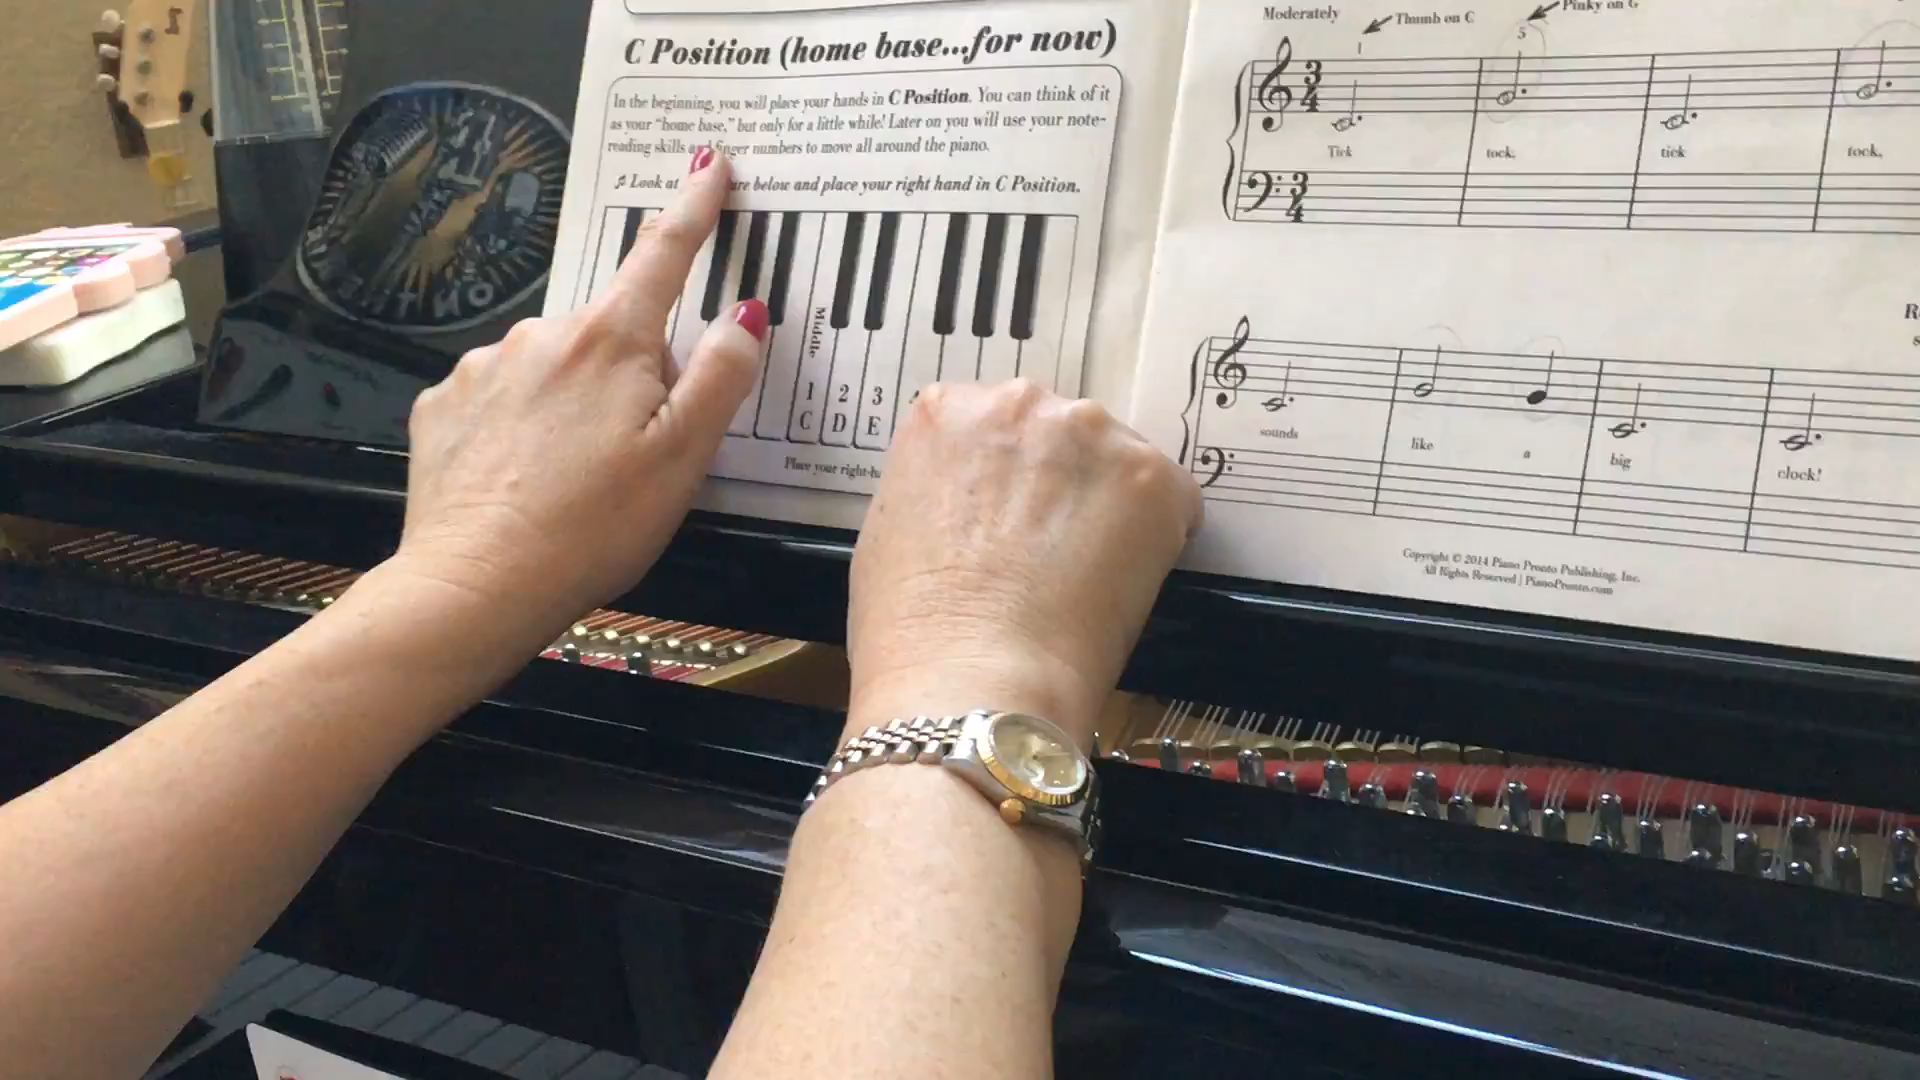 C Position (home base...for now)
In the beginning, you will place your hands in C Position. You can think of it
as your "home base," but only for a little while! Later on you will use your note-
reading skills and finger numbers to move all around the piano.
Look at below and place your right hand in C Position.
Middle
1 2 3
C D E
Place your right-
Moderately
Thumb on C
Pinky on G
1
5
3 4
Tick tock, tick tock,
3 4
sounds like a big clock!
Copyright © 2014 Piano Pronto Publishing, Inc.
All Rights Reserved | PianoPronto.com